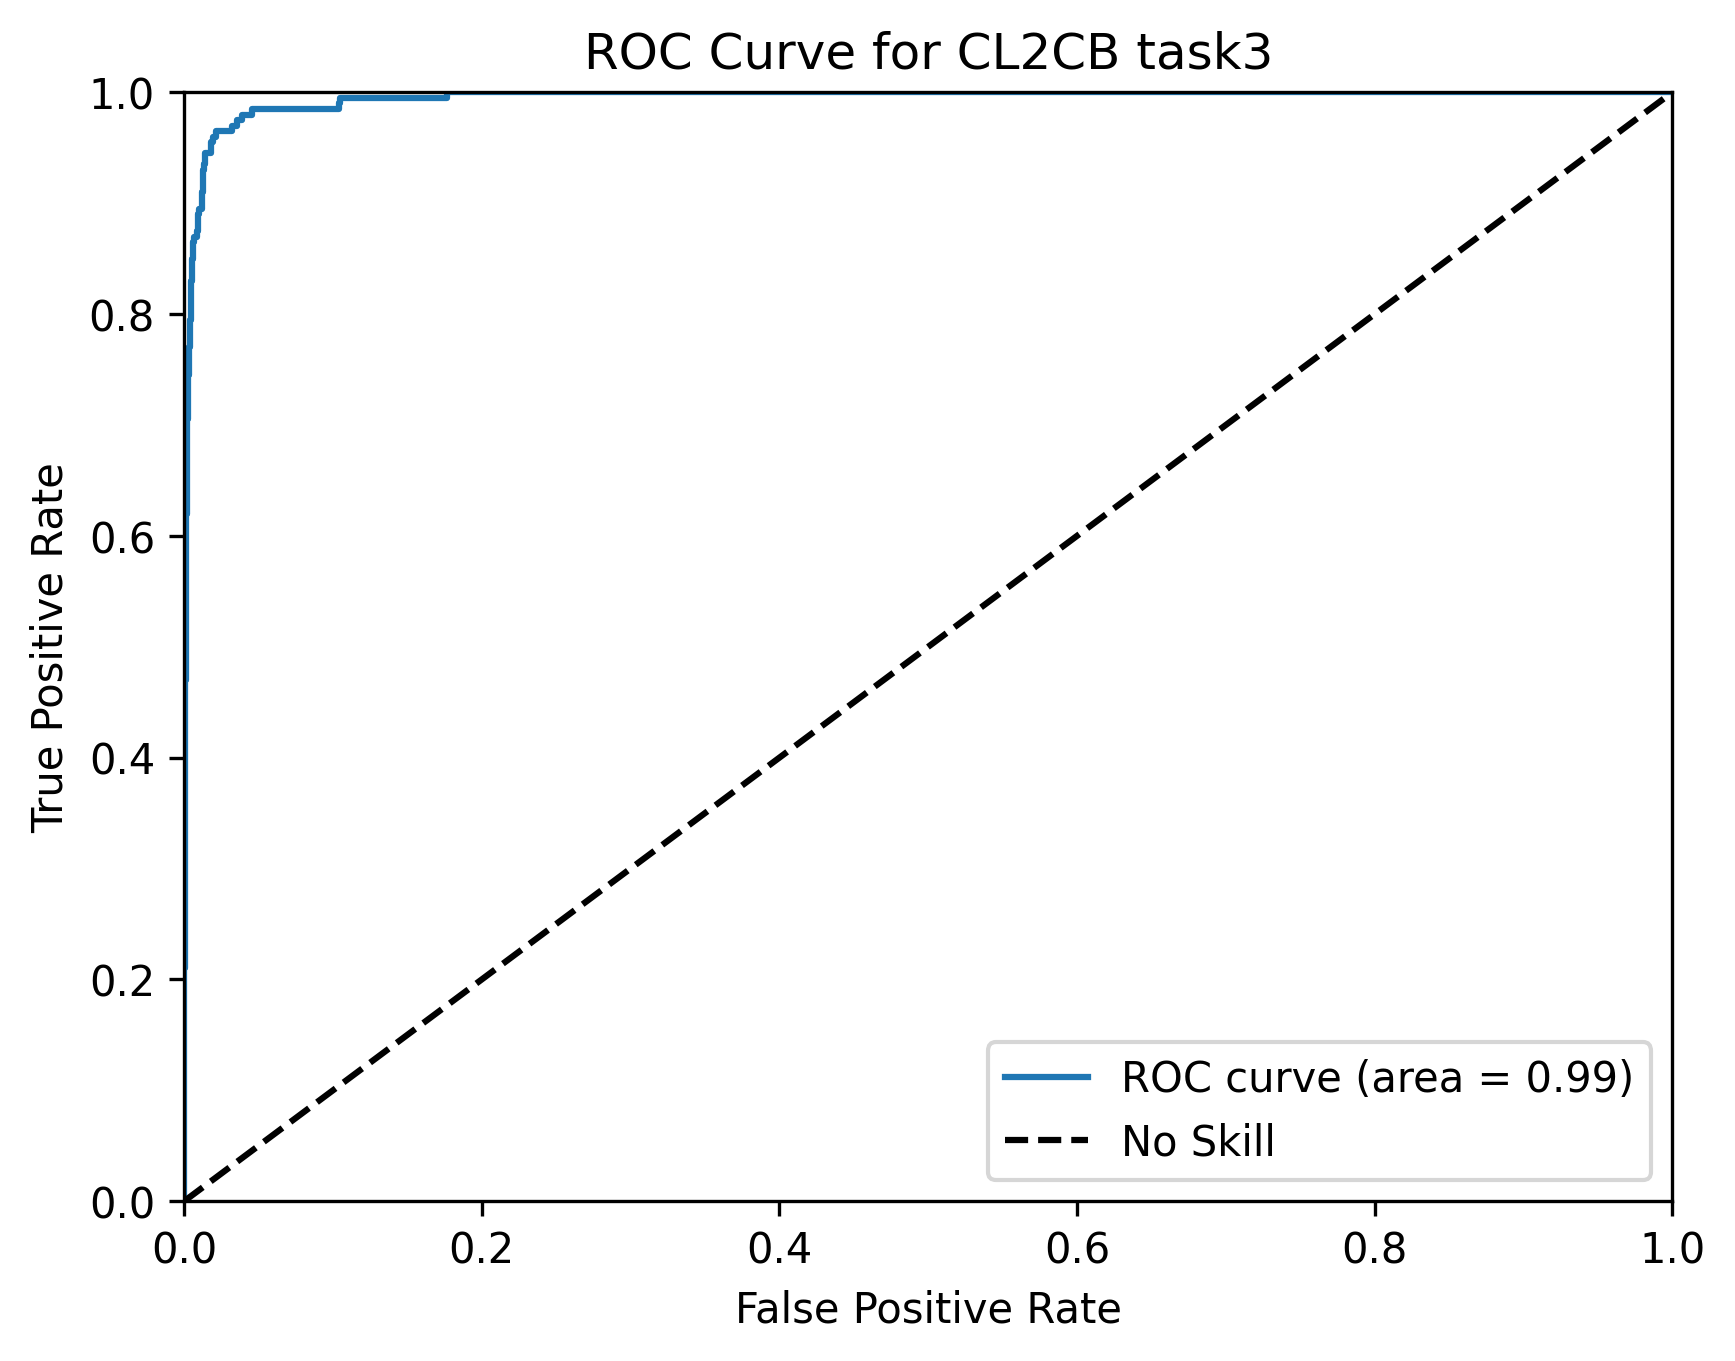 ROC Curve for CL2CB task3
True Positive Rate
1.0
0.8
0.6
0.4
0.2
0.0
ROC curve (area = 0.99)
No Skill
0.0 0.2 0.4 0.6 0.8 1.0
False Positive Rate